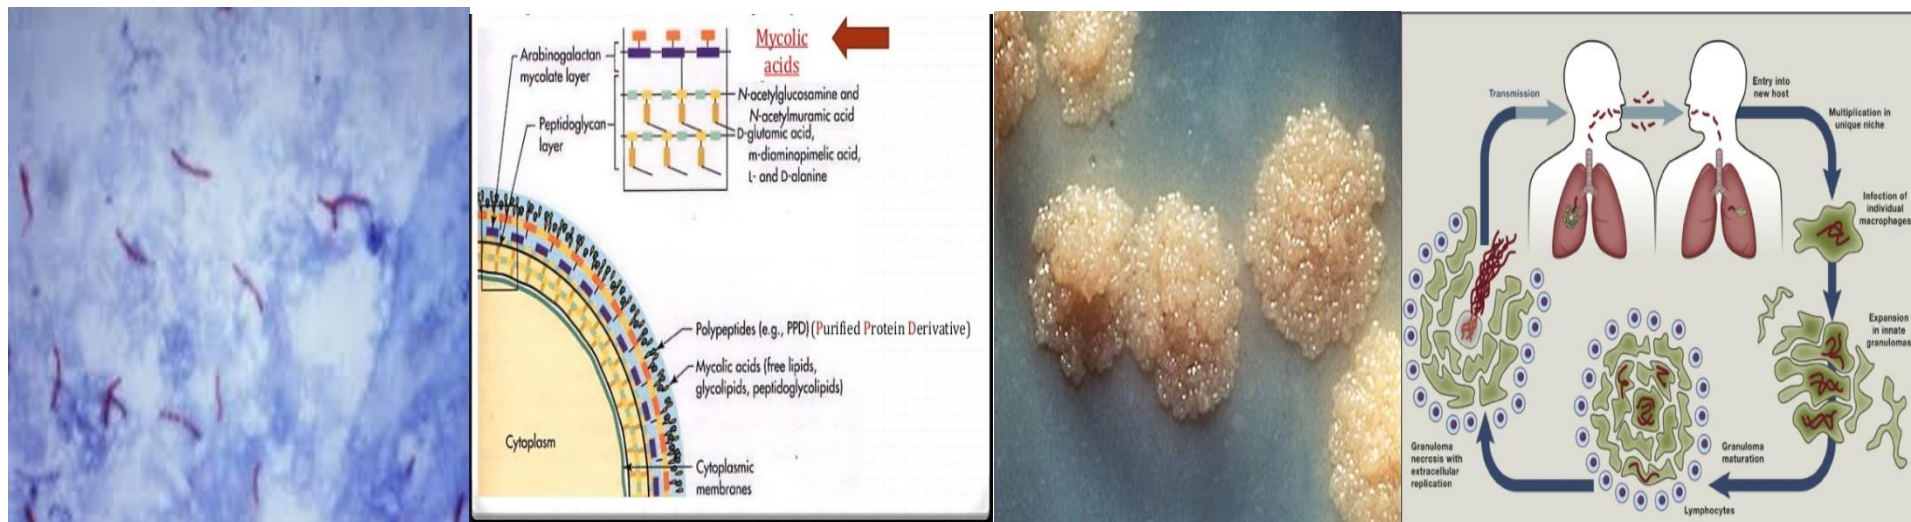 Arabinogalactan
mycolate layer
Peptidoglycan
layer
Mycolic
acids
N-acetylglucosamine and
N-acetylmuramic acid
D-glutamic acid,
m-diaminopimelic acid,
L- and D-alanine
Polypeptides (e.g., PPD) (Purified Protein Derivative)
Mycolic acids (free lipids,
glycolipids, peptidoglycolipids)
Cytoplasm
Cytoplasmic
membranes
Transmission
Entry into
new host
Multiplication in
unique niche
Infection of
individual
macrophages
Expansion
in innate
granulomas
Granuloma
maturation
Lymphocytes
Granuloma
necrosis with
extracellular
replication